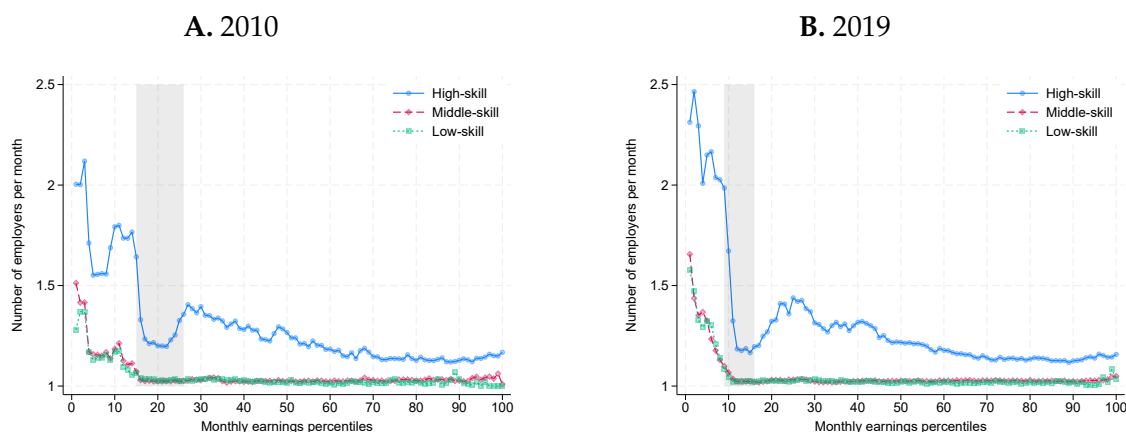 A. 2010
2.5
2
1.5
1
Number of employers per month
0 10 20 30 40 50 60 70 80 90 100
Monthly earnings percentiles
High-skill
Middle-skill
Low-skill
B. 2019
2.5
2
1.5
1
Number of employers per month
0 10 20 30 40 50 60 70 80 90 100
Monthly earnings percentiles
High-skill
Middle-skill
Low-skill